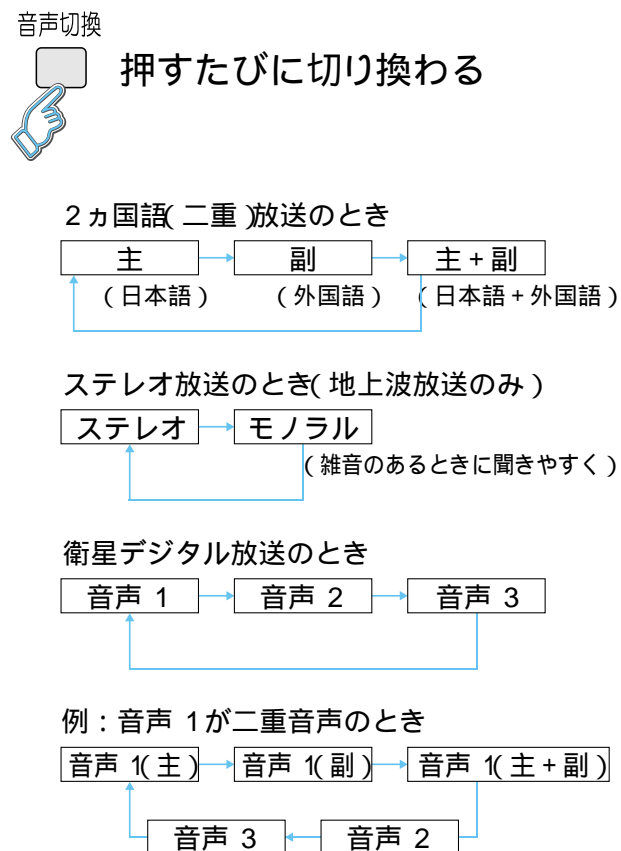 音声切換
押すたびに切り換わる
2ヵ国語(二重)放送のとき
主 副 主+副
(日本語) (外国語) (日本語+外国語)
ステレオ放送のとき(地上波放送のみ)
ステレオ モノラル
(雑音のあるときに聞きやすく)
衛星デジタル放送のとき
音声 1 音声 2 音声 3
例:音声 1が二重音声のとき
音声 1(主) 音声 1(副) 音声 1(主+副)
音声 3 音声 2